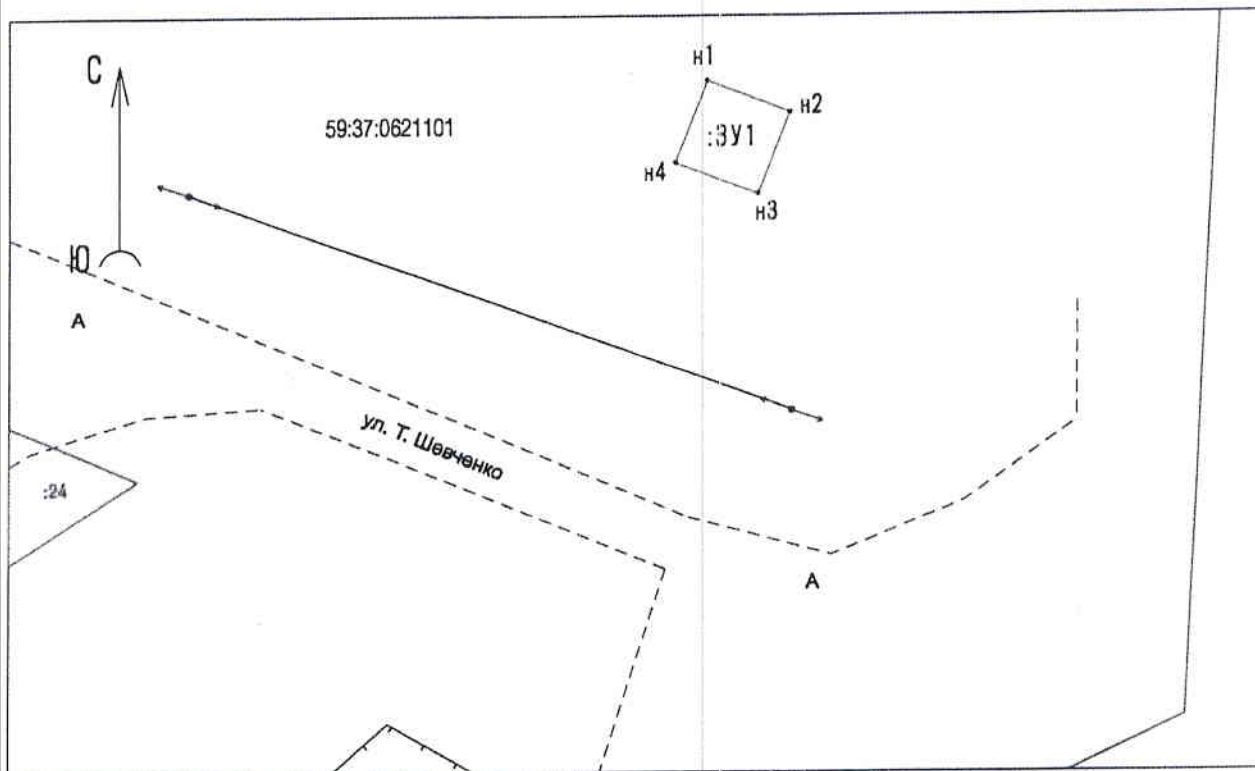 С
н1
н2
59:37:0621101
:ЗУ1
н4
н3
Ю
А
ул. Т. Шевченко
:24
А